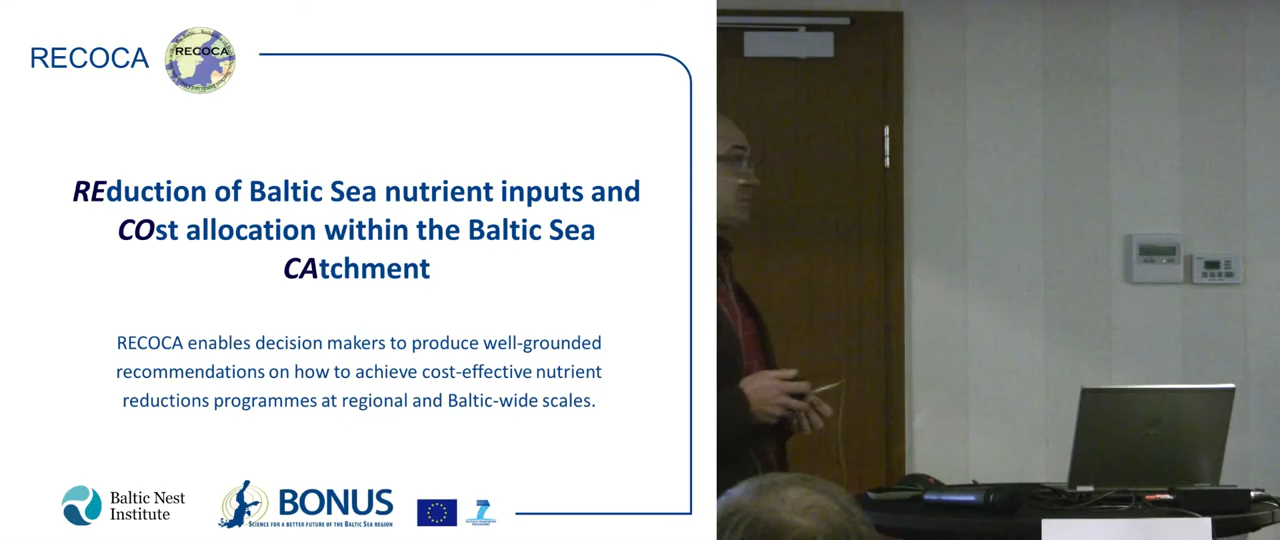 RECOCA
RECOCA
REduction of Baltic Sea nutrient inputs and
COst allocation within the Baltic Sea
CAtchment
RECOCA enables decision makers to produce well-grounded
recommendations on how to achieve cost-effective nutrient
reductions programmes at regional and Baltic-wide scales.
Baltic Nest
Institute
BONUS
SCIENCE FOR A BETTER FUTURE OF THE BALTIC SEA REGION